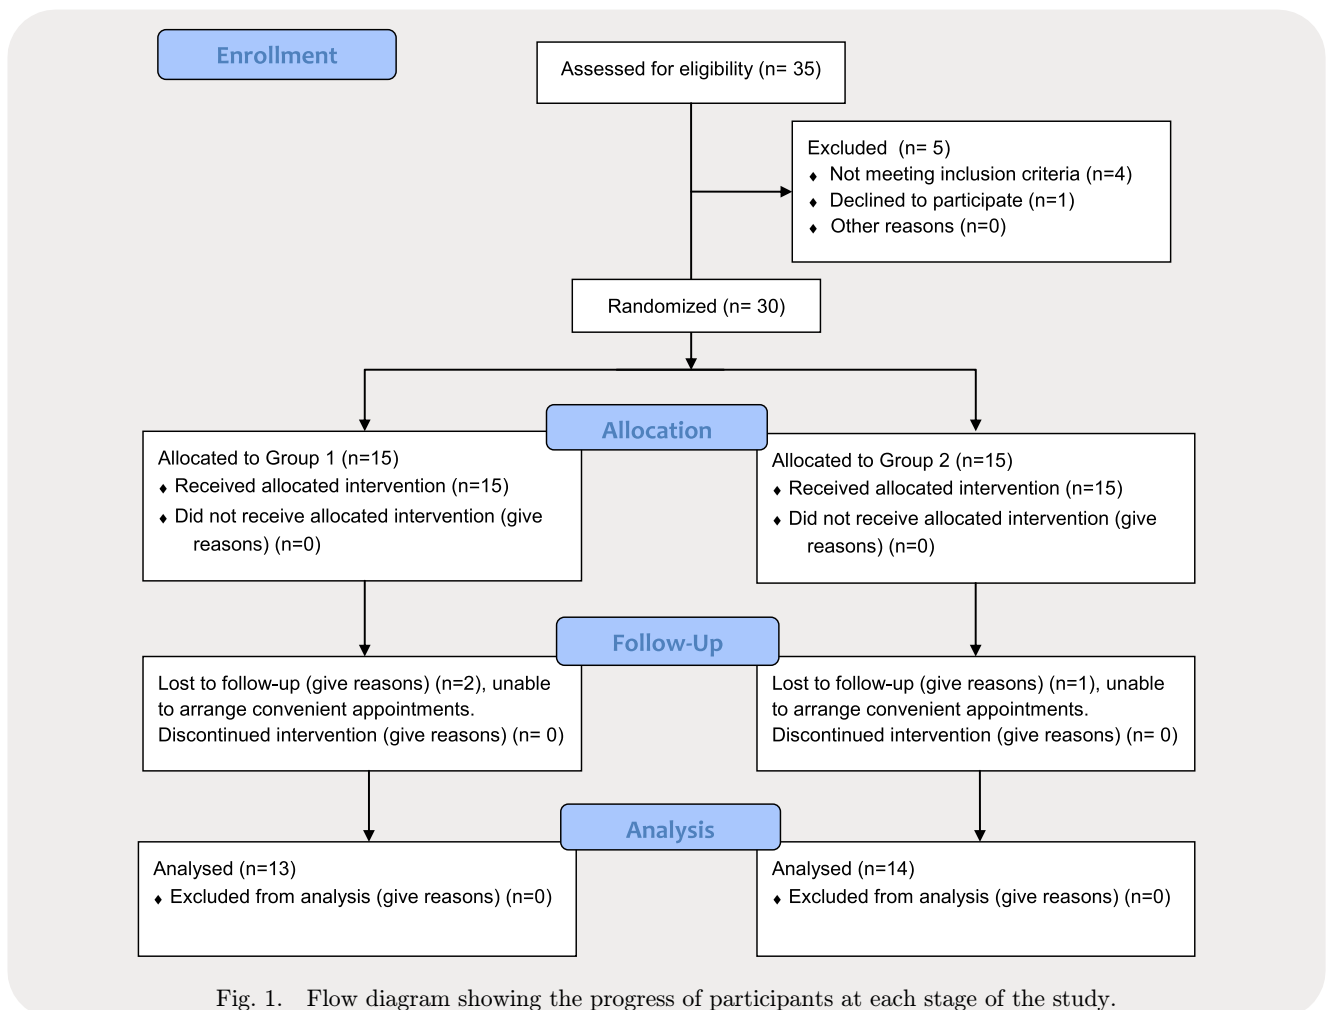 Enrollment
Assessed for eligibility (n= 35)
Excluded  (n= 5)
♦ Not meeting inclusion criteria (n=4)
♦ Declined to participate (n=1)
♦ Other reasons (n=0)
Randomized (n= 30)
Allocation
Allocated to Group 1 (n=15)
♦ Received allocated intervention (n=15)
♦ Did not receive allocated intervention (give
reasons) (n=0)
Allocated to Group 2 (n=15)
♦ Received allocated intervention (n=15)
♦ Did not receive allocated intervention (give
reasons) (n=0)
Follow-Up
Lost to follow-up (give reasons) (n=2), unable
to arrange convenient appointments.
Discontinued intervention (give reasons) (n= 0)
Lost to follow-up (give reasons) (n=1), unable
to arrange convenient appointments.
Discontinued intervention (give reasons) (n= 0)
Analysis
Analysed (n=13)
♦ Excluded from analysis (give reasons) (n=0)
Analysed (n=14)
♦ Excluded from analysis (give reasons) (n=0)
Fig. 1. Flow diagram showing the progress of participants at each stage of the study.